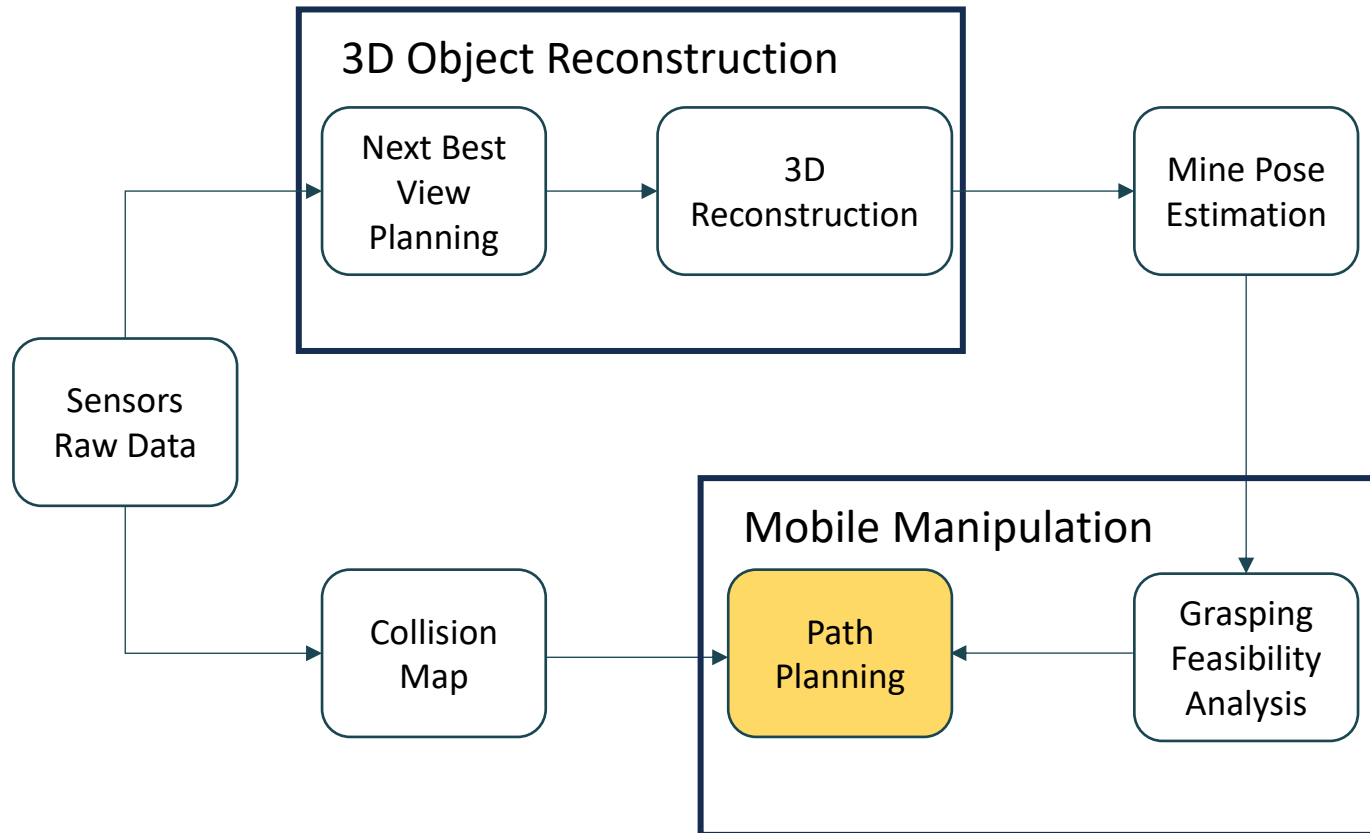 3D Object Reconstruction
Next Best
View
Planning
3D
Reconstruction
Mine Pose
Estimation
Sensors
Raw Data
Mobile Manipulation
Collision
Map
Path
Planning
Grasping
Feasibility
Analysis